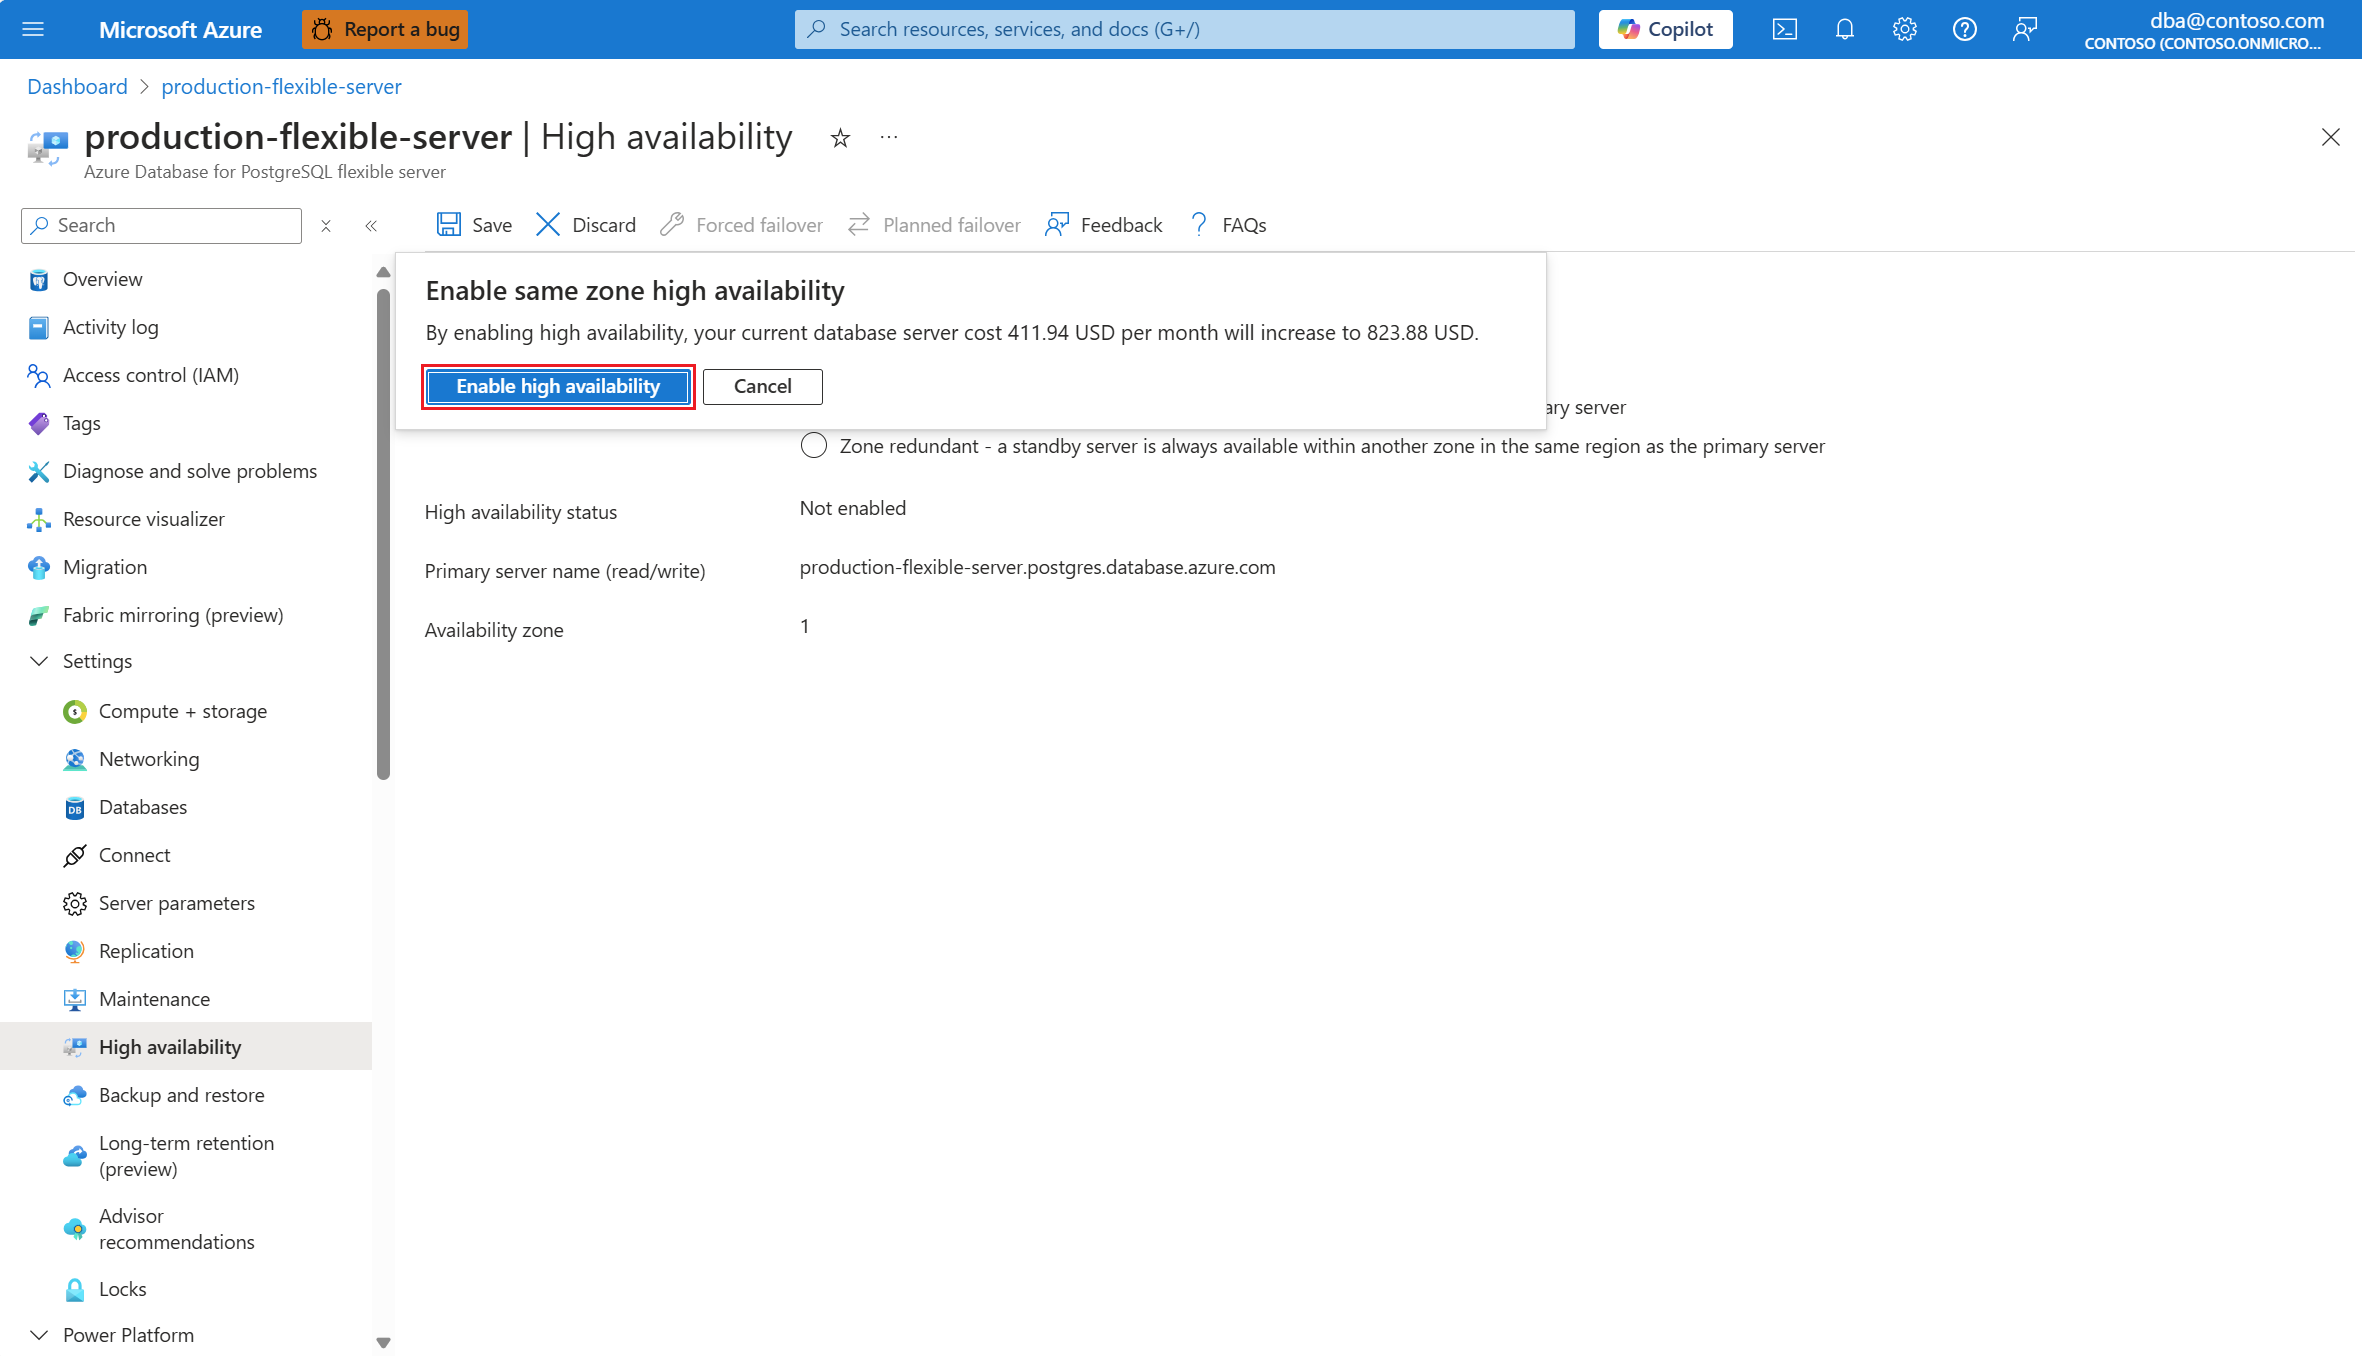 Microsoft Azure
Report a bug
Search resources, services, and docs (G+/)
Copilot
dba@contoso.com
CONTOSO (CONTOSO.ONMICRO...
Dashboard > production-flexible-server
production-flexible-server | High availability
Azure Database for PostgreSQL flexible server
Search
Save
Discard
Forced failover
Planned failover
Feedback
FAQs
Overview
Activity log
Access control (IAM)
Tags
Diagnose and solve problems
Resource visualizer
Migration
Fabric mirroring (preview)
Settings
Compute + storage
Networking
Databases
Connect
Server parameters
Replication
Maintenance
High availability
Backup and restore
Long-term retention
(preview)
Advisor
recommendations
Locks
Power Platform
Enable same zone high availability
By enabling high availability, your current database server cost 411.94 USD per month will increase to 823.88 USD.
Enable high availability
Cancel
ary server
Zone redundant - a standby server is always available within another zone in the same region as the primary server
High availability status
Not enabled
Primary server name (read/write)
production-flexible-server.postgres.database.azure.com
Availability zone
1